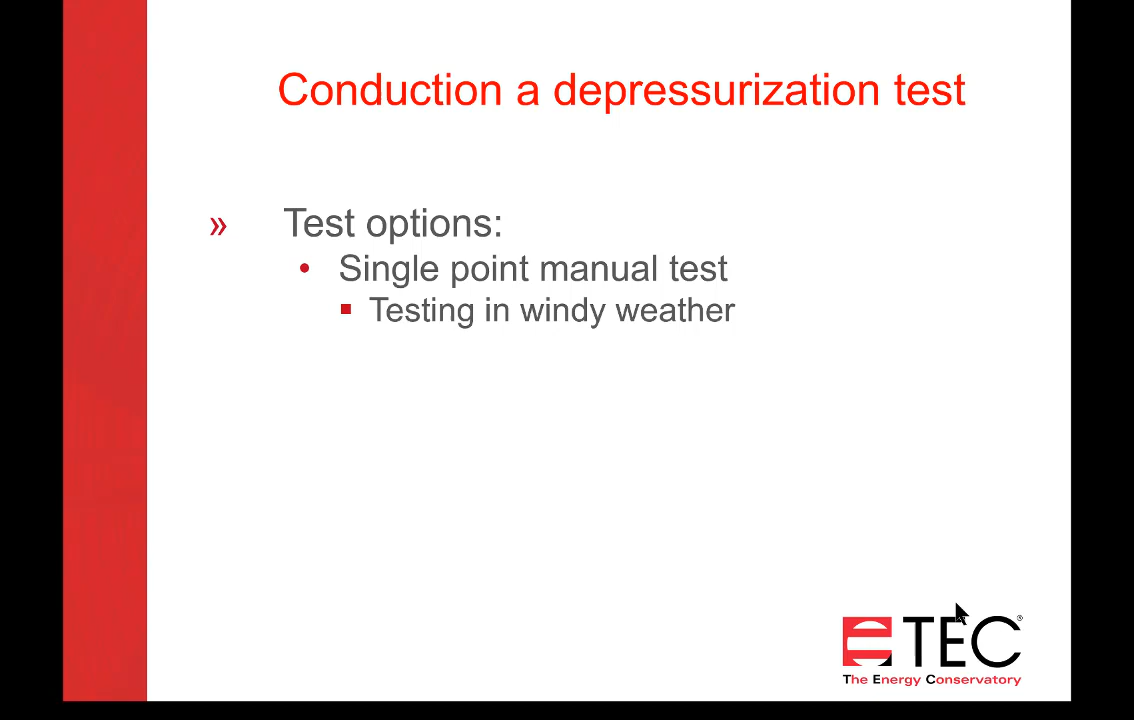 Conduction a depressurization test
» Test options:
• Single point manual test
▪ Testing in windy weather
TEC®
The Energy Conservatory